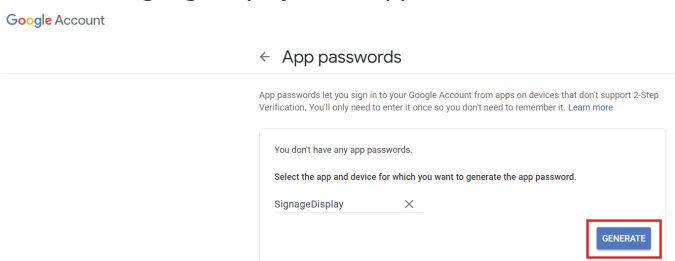 Google Account
← App passwords
App passwords let you sign in to your Google Account from apps on devices that don't support 2-Step
Verification. You'll only need to enter it once so you don't need to remember it. Learn more
You don't have any app passwords.
Select the app and device for which you want to generate the app password.
SignageDisplay ×
GENERATE